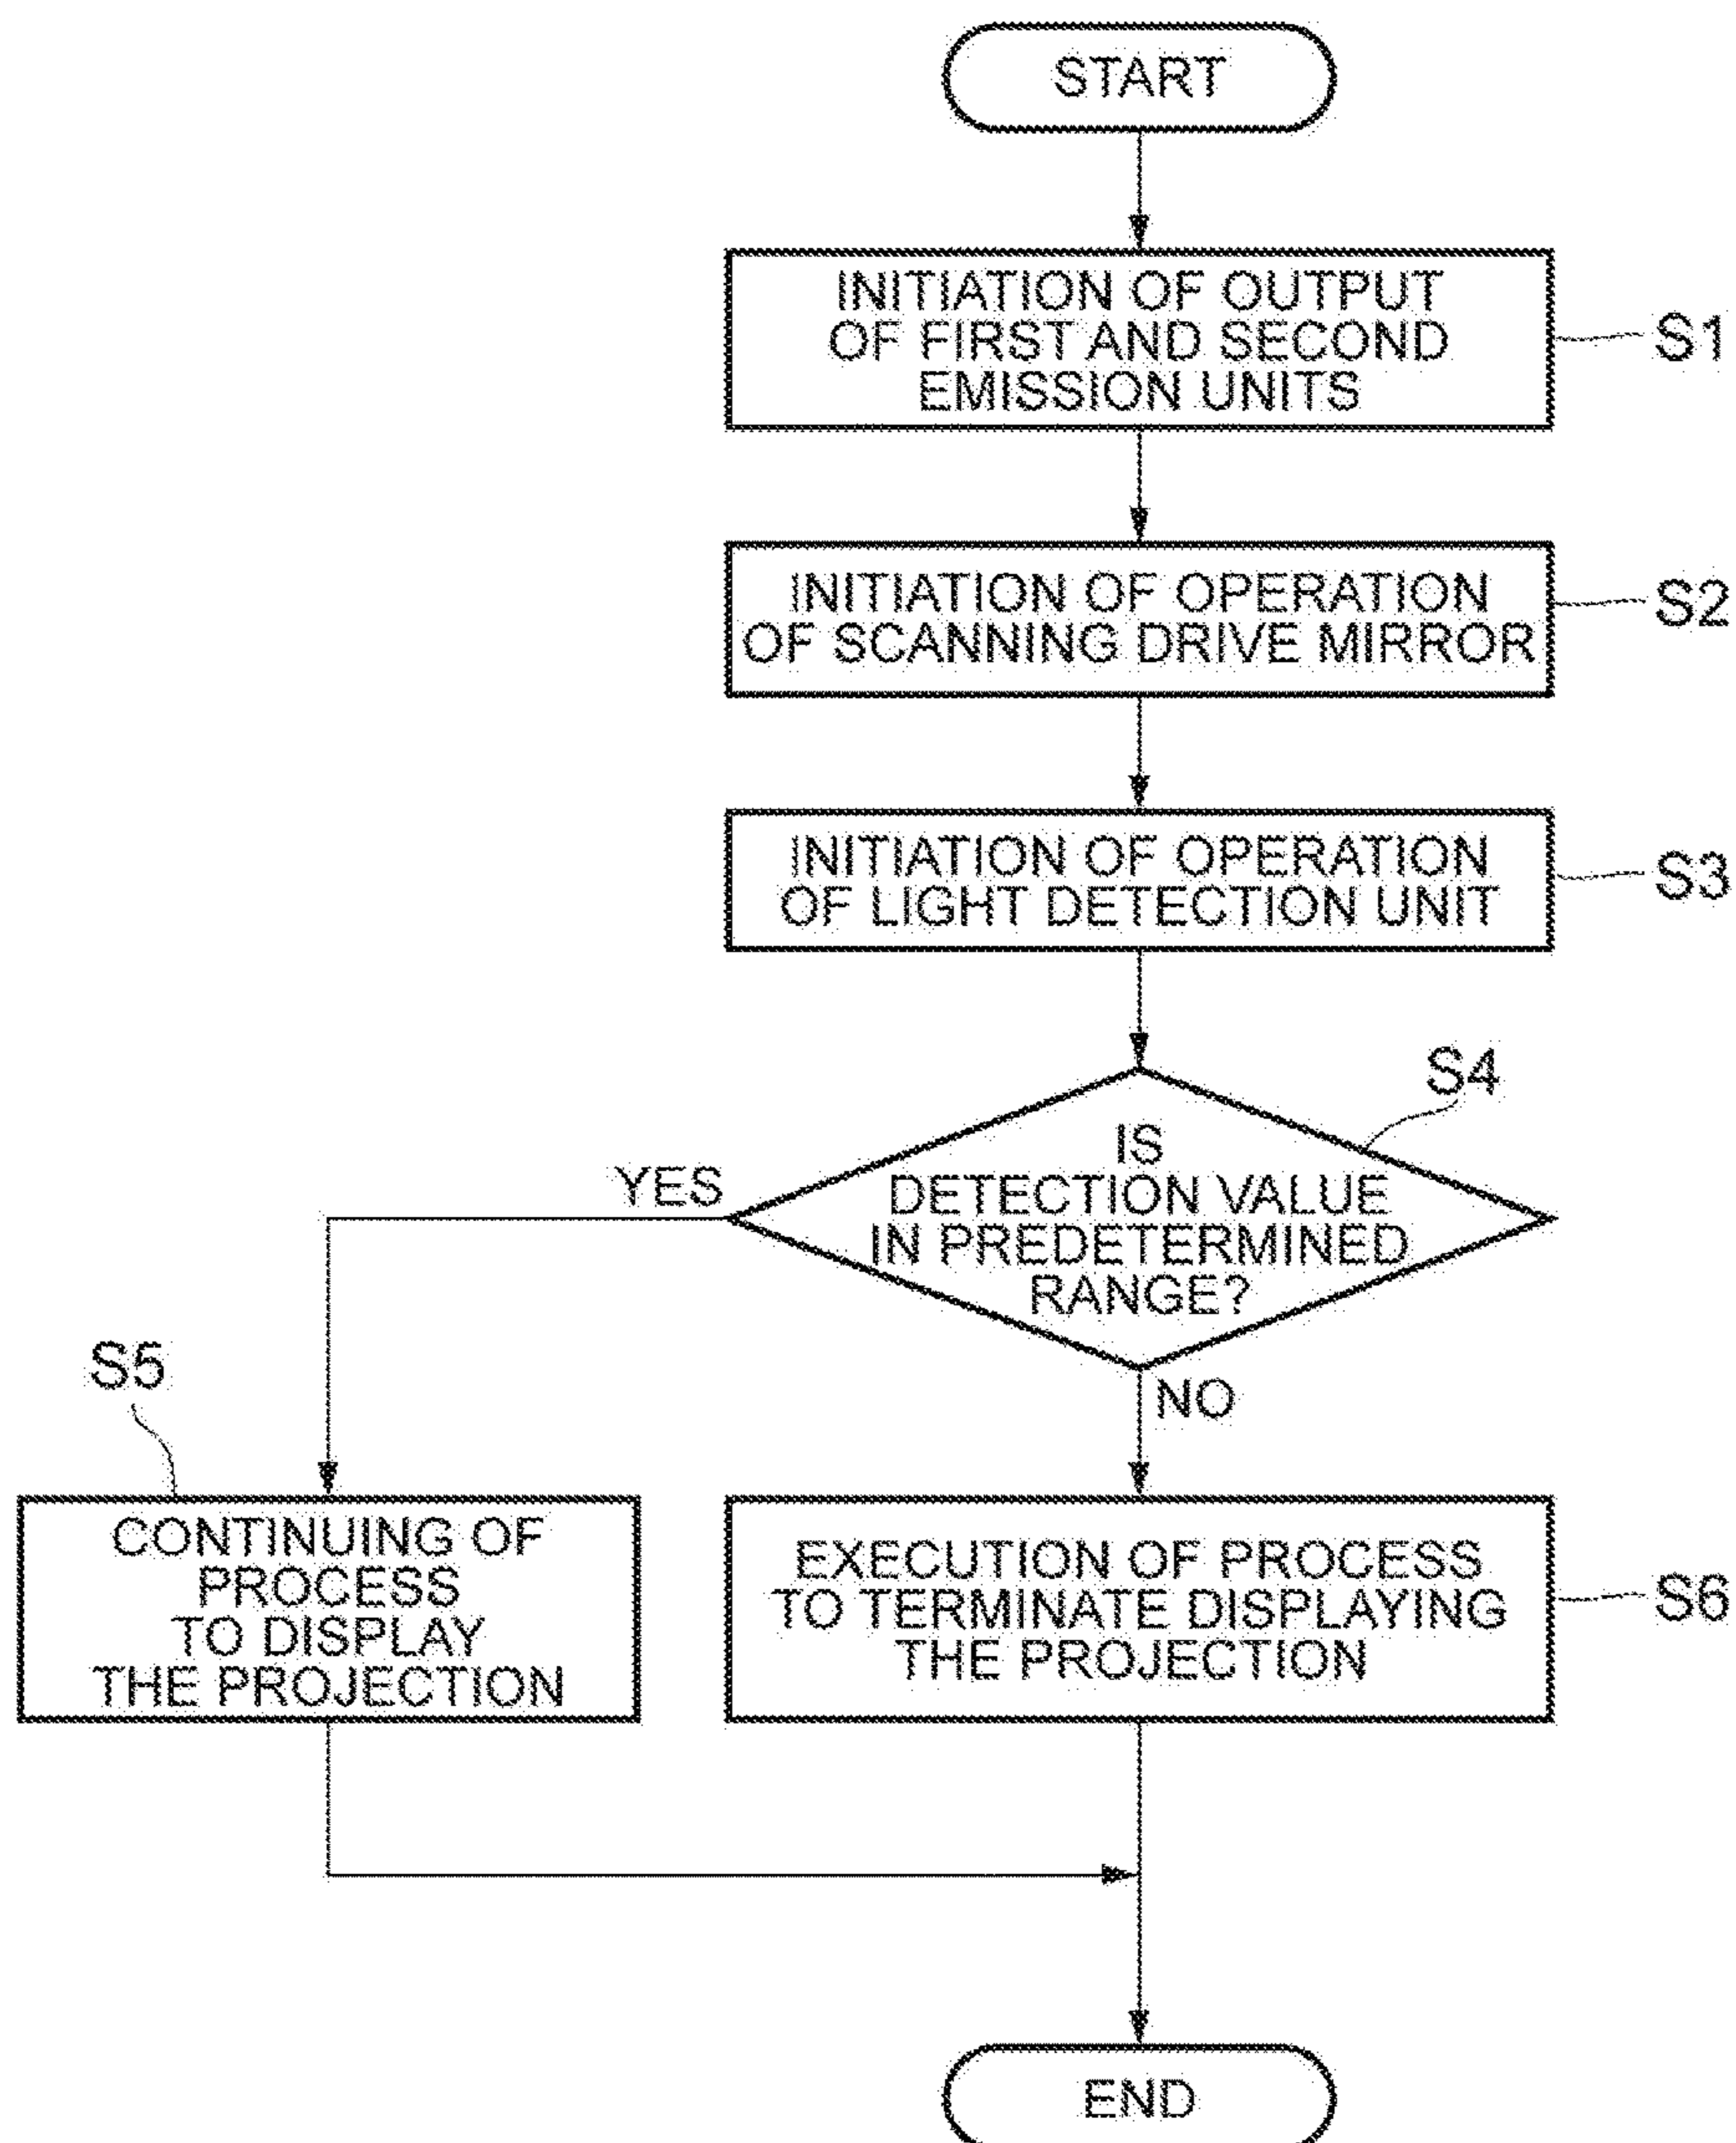 START
INITIATION OF OUTPUT
OF FIRST AND SECOND
EMISSION UNITS
S1
INITIATION OF OPERATION
OF SCANNING DRIVE MIRROR
S2
INITIATION OF OPERATION
OF LIGHT DETECTION UNIT
S3
S4
IS
DETECTION VALUE
IN PREDETERMINED
RANGE?
YES
NO
S5
CONTINUING OF
PROCESS
TO DISPLAY
THE PROJECTION
EXECUTION OF PROCESS
TO TERMINATE DISPLAYING
THE PROJECTION
S6
END